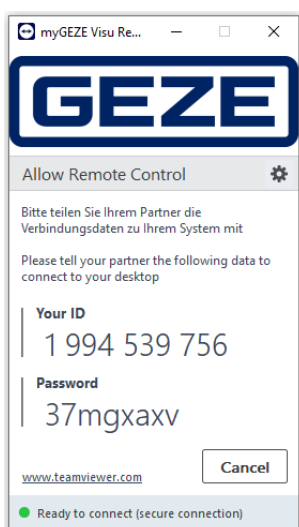 myGEZE Visu Re...
GEZE
Allow Remote Control
Bitte teilen Sie Ihrem Partner die
Verbindungsdaten zu Ihrem System mit
Please tell your partner the following data to
connect to your desktop
Your ID
1 994 539 756
Password
37mgxaxv
Cancel
www.teamviewer.com
Ready to connect (secure connection)